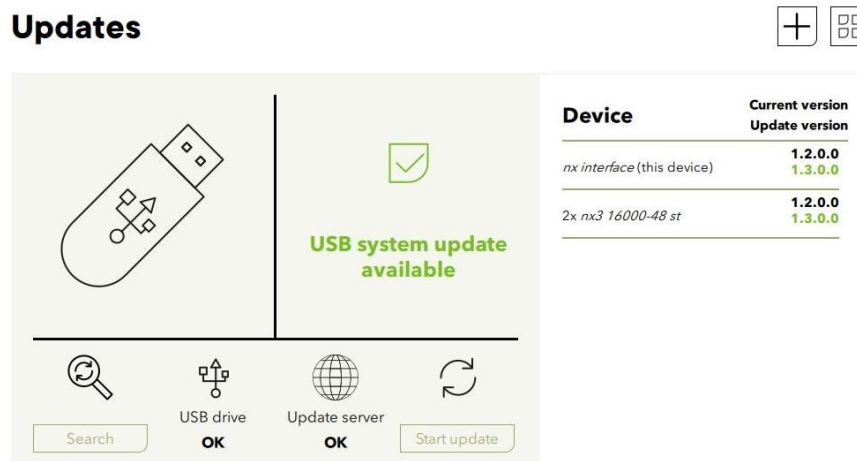 Updates
USB system update
available
Search
USB drive
OK
Update server
OK
Start update
Device
Current version
Update version
nx interface (this device)
1.2.0.0
1.3.0.0
2x nx3 16000-48 st
1.2.0.0
1.3.0.0